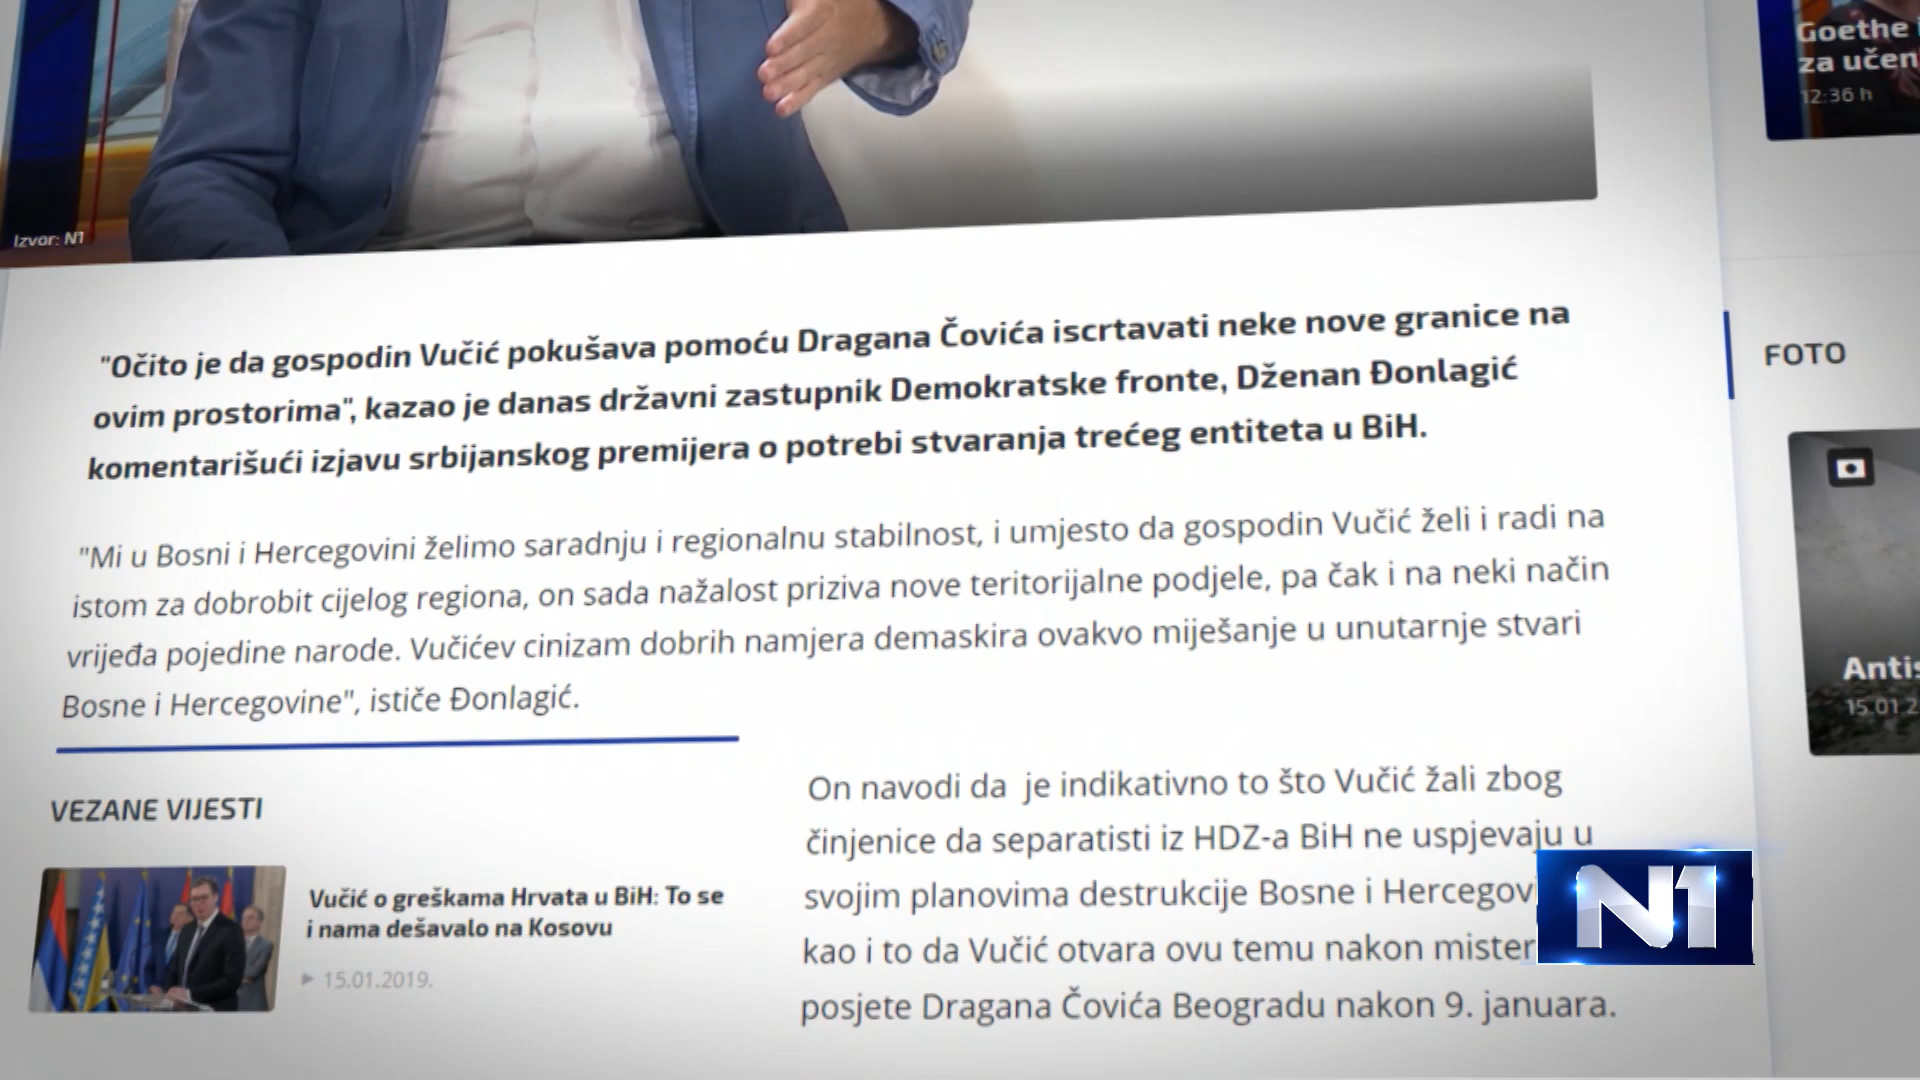 Goethe
za učen
12:36 h
Izvor: N1
"Očito je da gospodin Vučić pokušava pomoću Dragana Čovića iscrtavati neke nove granice na
ovim prostorima", kazao je danas državni zastupnik Demokratske fronte, Dženan Đonlagić
komentarišući izjavu srbijanskog premijera o potrebi stvaranja trećeg entiteta u BiH.
"Mi u Bosni i Hercegovini želimo saradnju i regionalnu stabilnost, i umjesto da gospodin Vučić želi i radi na
istom za dobrobit cijelog regiona, on sada nažalost priziva nove teritorijalne podjele, pa čak i na neki način
vrijeđa pojedine narode. Vučićev cinizam dobrih namjera demaskira ovakvo miješanje u unutarnje stvari
Bosne i Hercegovine", ističe Đonlagić.
VEZANE VIJESTI
Vučić o greškama Hrvata u BiH: To se
i nama dešavalo na Kosovu
15.01.2019.
On navodi da je indikativno to što Vučić žali zbog
činjenice da separatisti iz HDZ-a BiH ne uspjevaju u
svojim planovima destrukcije Bosne i Hercegovi
kao i to da Vučić otvara ovu temu nakon mister
posjete Dragana Čovića Beogradu nakon 9. januara.
FOTO
Antis
15.01.2
N1